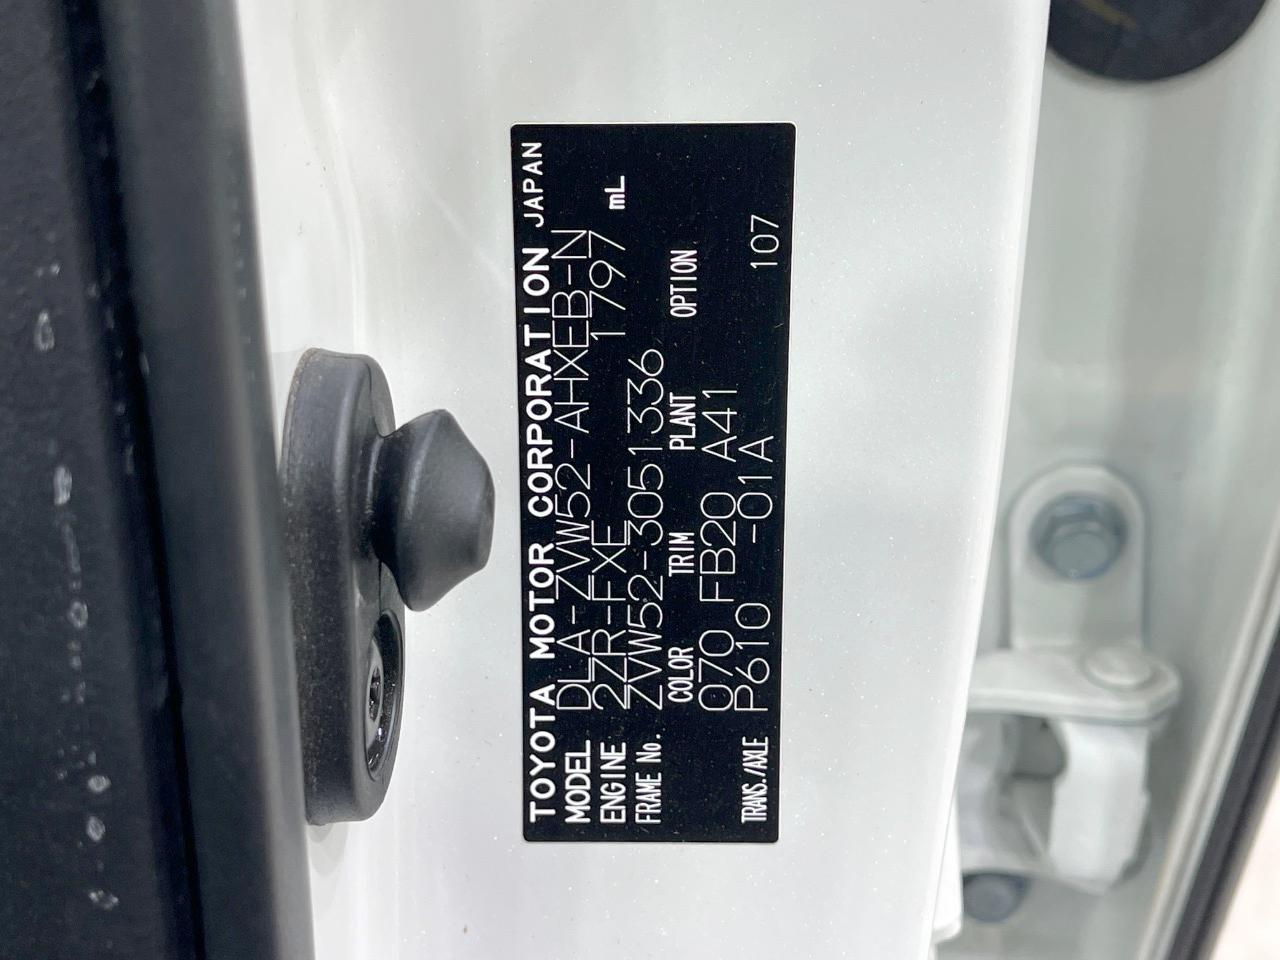 TOYOTA MOTOR CORPORATION JAPAN
MODEL DLA-ZVW52-AHXEB-N
ENGINE 2ZR-FXE 1797 mL
FRAME No. ZVW52-3051336
COLOR TRIM PLANT OPTION
070 FB20 A41
TRANS./AXLE P610 -01A 107